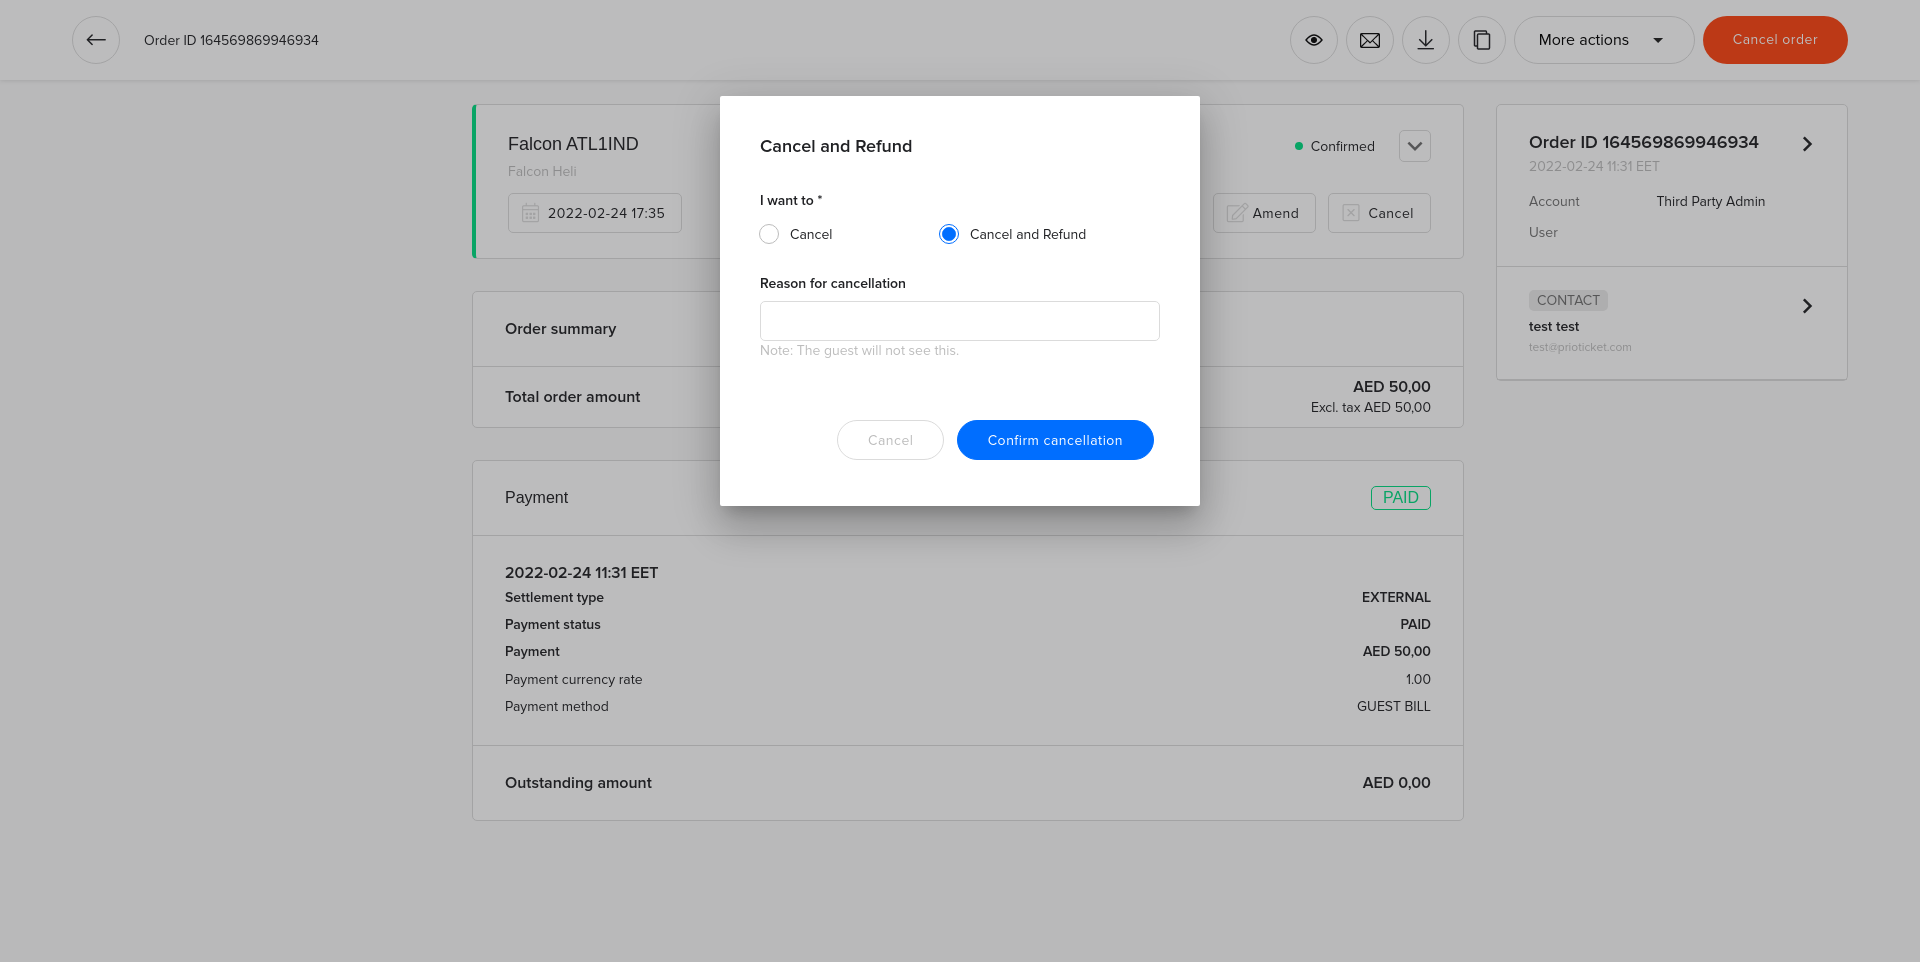 Order ID 164569869946934
More actions
Cancel order
Falcon ATL1IND
Falcon Heli
2022-02-24 17:35
Confirmed
Amend
Cancel
Cancel and Refund
I want to *
Cancel
Cancel and Refund
Reason for cancellation
Note: The guest will not see this.
Cancel
Confirm cancellation
Order summary
Total order amount
AED 50,00
Excl. tax AED 50,00
Payment
PAID
2022-02-24 11:31 EET
Settlement type
EXTERNAL
Payment status
PAID
Payment
AED 50,00
Payment currency rate
1.00
Payment method
GUEST BILL
Outstanding amount
AED 0,00
Order ID 164569869946934
2022-02-24 11:31 EET
Account
Third Party Admin
User
CONTACT
test test
test@prioticket.com